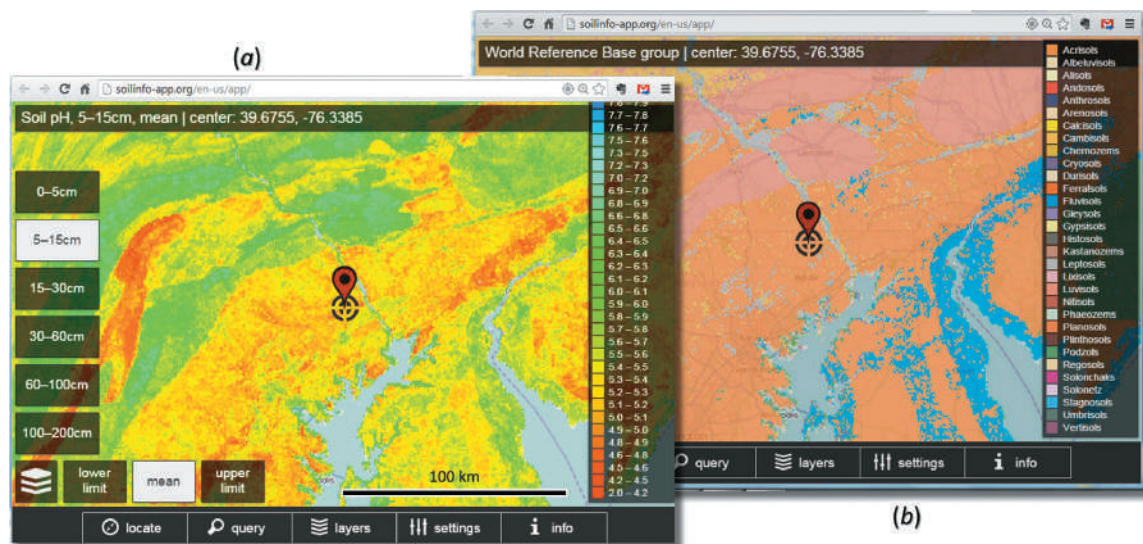 (a)
soilinfo-app.org/en-us/app/
Soil pH, 5–15cm, mean | center: 39.6755, -76.3385
0–5cm
5–15cm
15–30cm
30–60cm
60–100cm
100–200cm
lower
limit
mean
upper
limit
100 km
7.8 – 7.9
7.7 – 7.8
7.6 – 7.7
7.5 – 7.6
7.3 – 7.5
7.2 – 7.3
7.0 – 7.2
6.9 – 7.0
6.8 – 6.9
6.6 – 6.8
6.5 – 6.6
6.4 – 6.5
6.3 – 6.4
6.2 – 6.3
6.1 – 6.2
6.0 – 6.1
5.9 – 6.0
5.8 – 5.9
5.7 – 5.8
5.6 – 5.7
5.5 – 5.6
5.4 – 5.5
5.3 – 5.4
5.2 – 5.3
5.1 – 5.2
5.0 – 5.1
4.9 – 5.0
4.8 – 4.9
4.6 – 4.8
4.5 – 4.6
4.2 – 4.5
2.0 – 4.2
locate
query
layers
settings
info
soilinfo-app.org/en-us/app/
World Reference Base group | center: 39.6755, -76.3385
Acrisols
Albeluvisols
Alisols
Andosols
Anthrosols
Arenosols
Calcisols
Cambisols
Chernozems
Cryosols
Durisols
Ferralsols
Fluvisols
Gleysols
Gypsisols
Histosols
Kastanozems
Leptosols
Lixisols
Luvisols
Nitisols
Phaeozems
Planosols
Plinthosols
Podzols
Regosols
Solonchaks
Solonetz
Stagnosols
Umbrisols
Vertisols
query
layers
settings
info
(b)